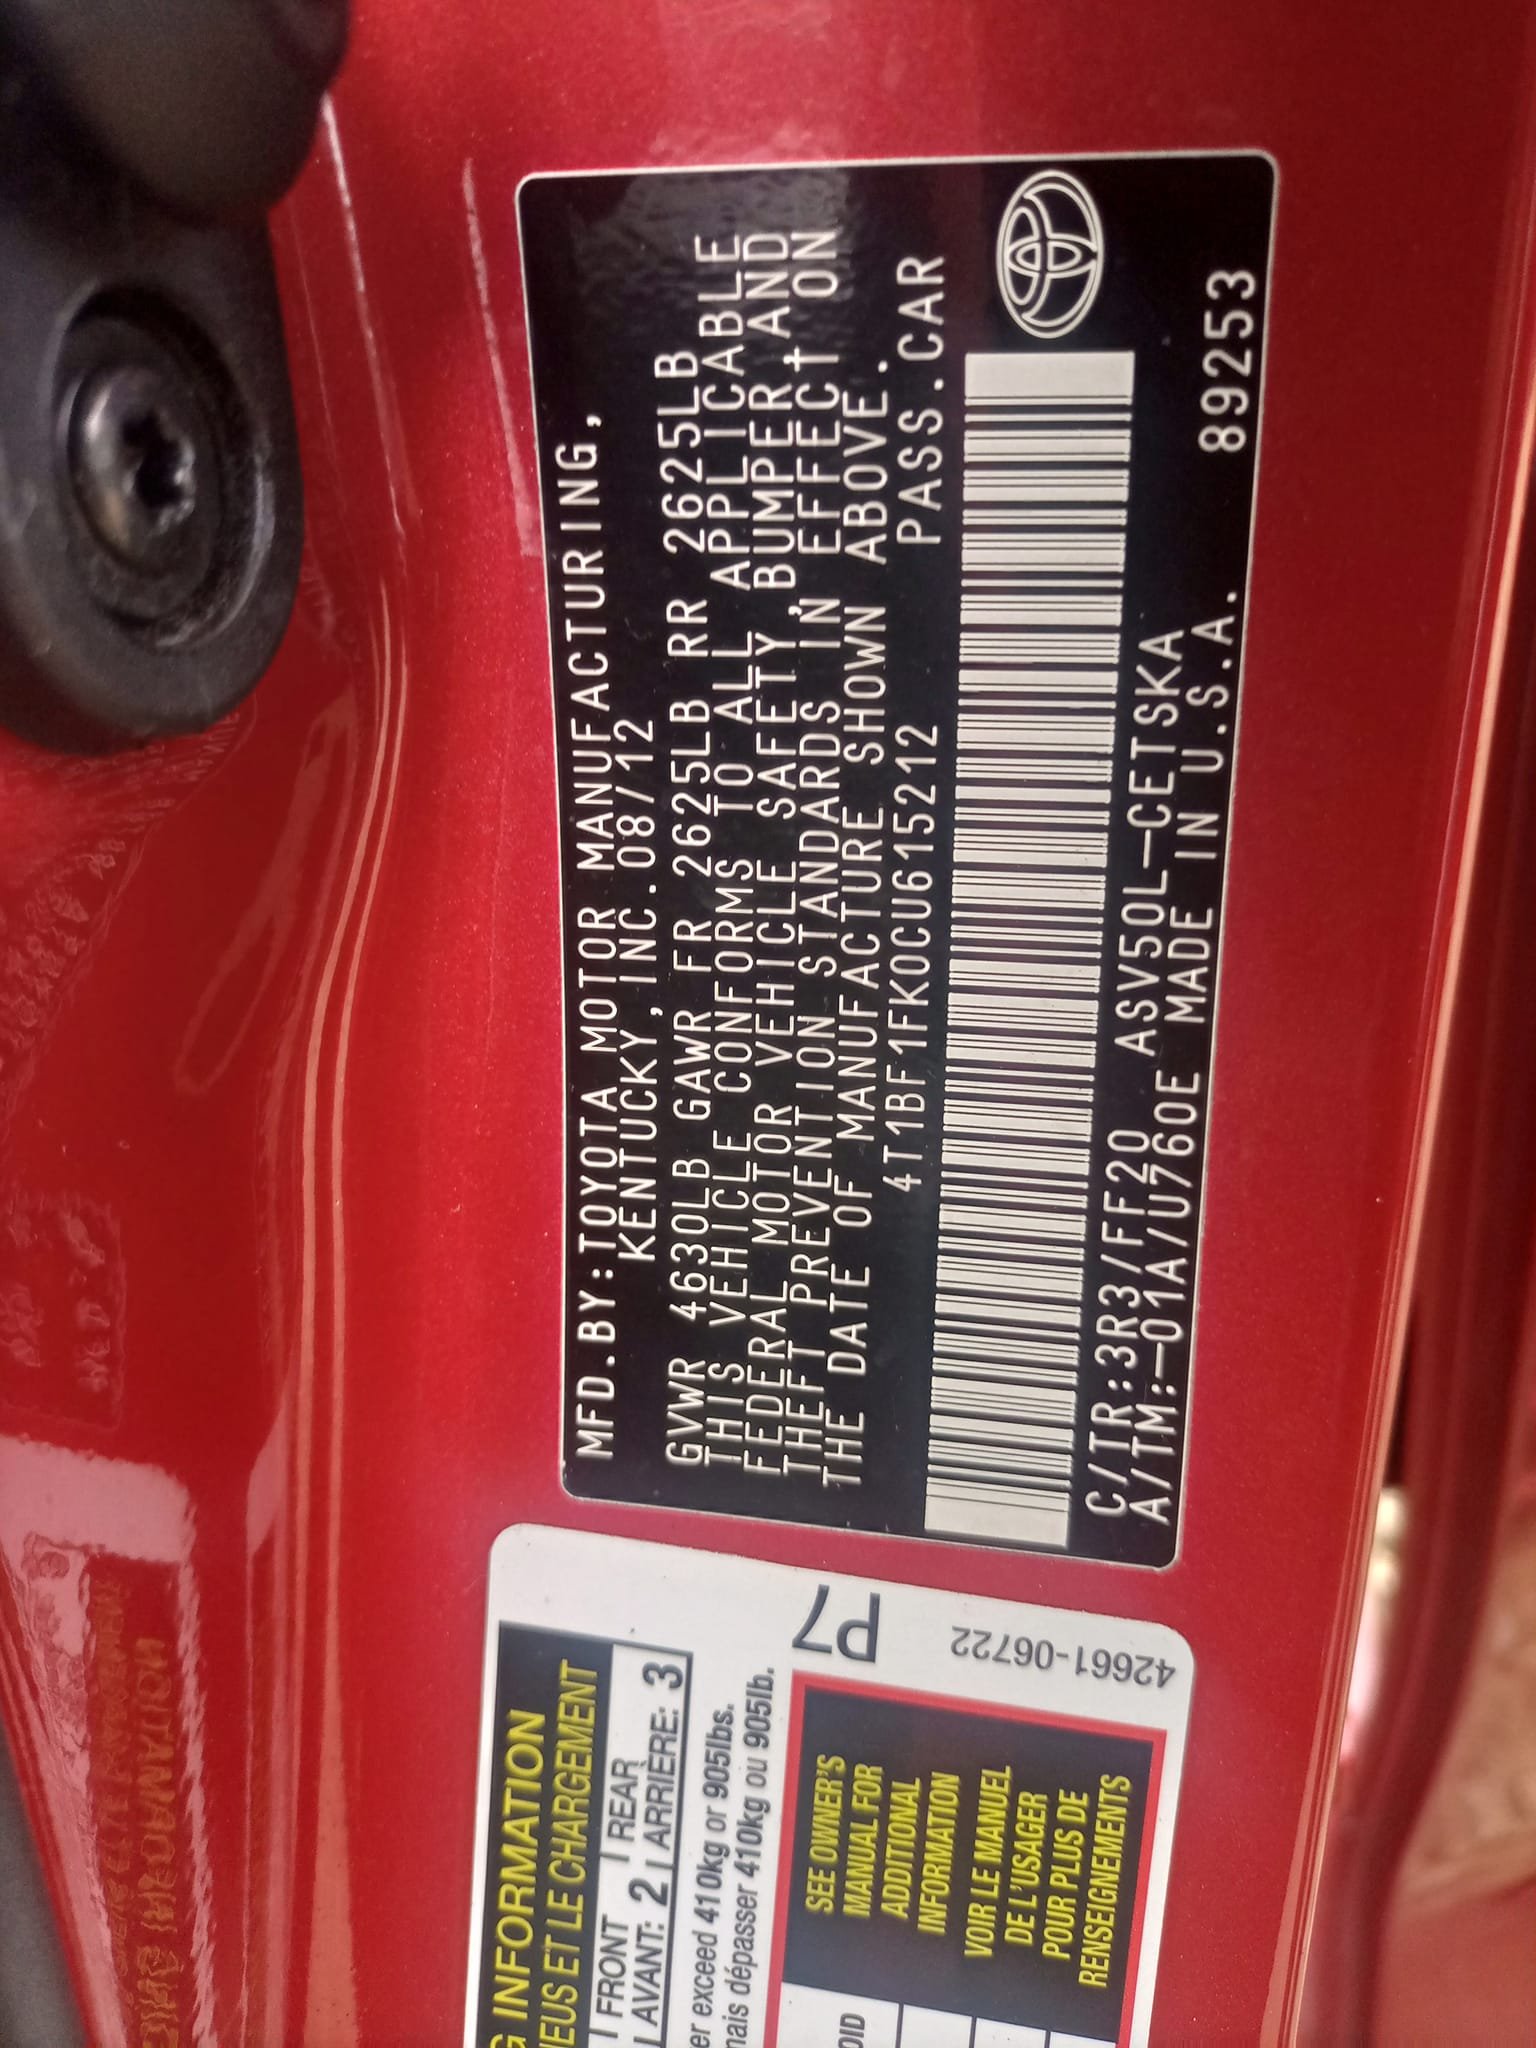 MFD.BY:TOYOTA MOTOR MANUFACTURING,
KENTUCKY,INC.08/12
GVWR 4630LB GAWR FR 2625LB RR 2625LB
THIS VEHICLE CONFORMS TO ALL APPLICABLE
FEDERAL MOTOR VEHICLE SAFETY,BUMPER,AND
THEFT PREVENTION STANDARDS IN EFFECT ON
THE DATE OF MANUFACTURE SHOWN ABOVE.
4T1BF1FK0CU615212 PASS.CAR
C/TR:3R3/FF20 ASV50L-CETSKA
A/TM:-01A/U760E MADE IN U.S.A. 89253
INFORMATION
ET LE CHARGEMENT
FRONT REAR
AVANT: 2 ARRIÈRE: 3
exceed 410kg or 905lbs.
dépasser 410kg ou 905lb.
P7
42661-06722
SEE OWNER'S
MANUAL FOR
ADDITIONAL
INFORMATION
VOIR LE MANUEL
DE L'USAGER
POUR PLUS DE
RENSEIGNEMENTS